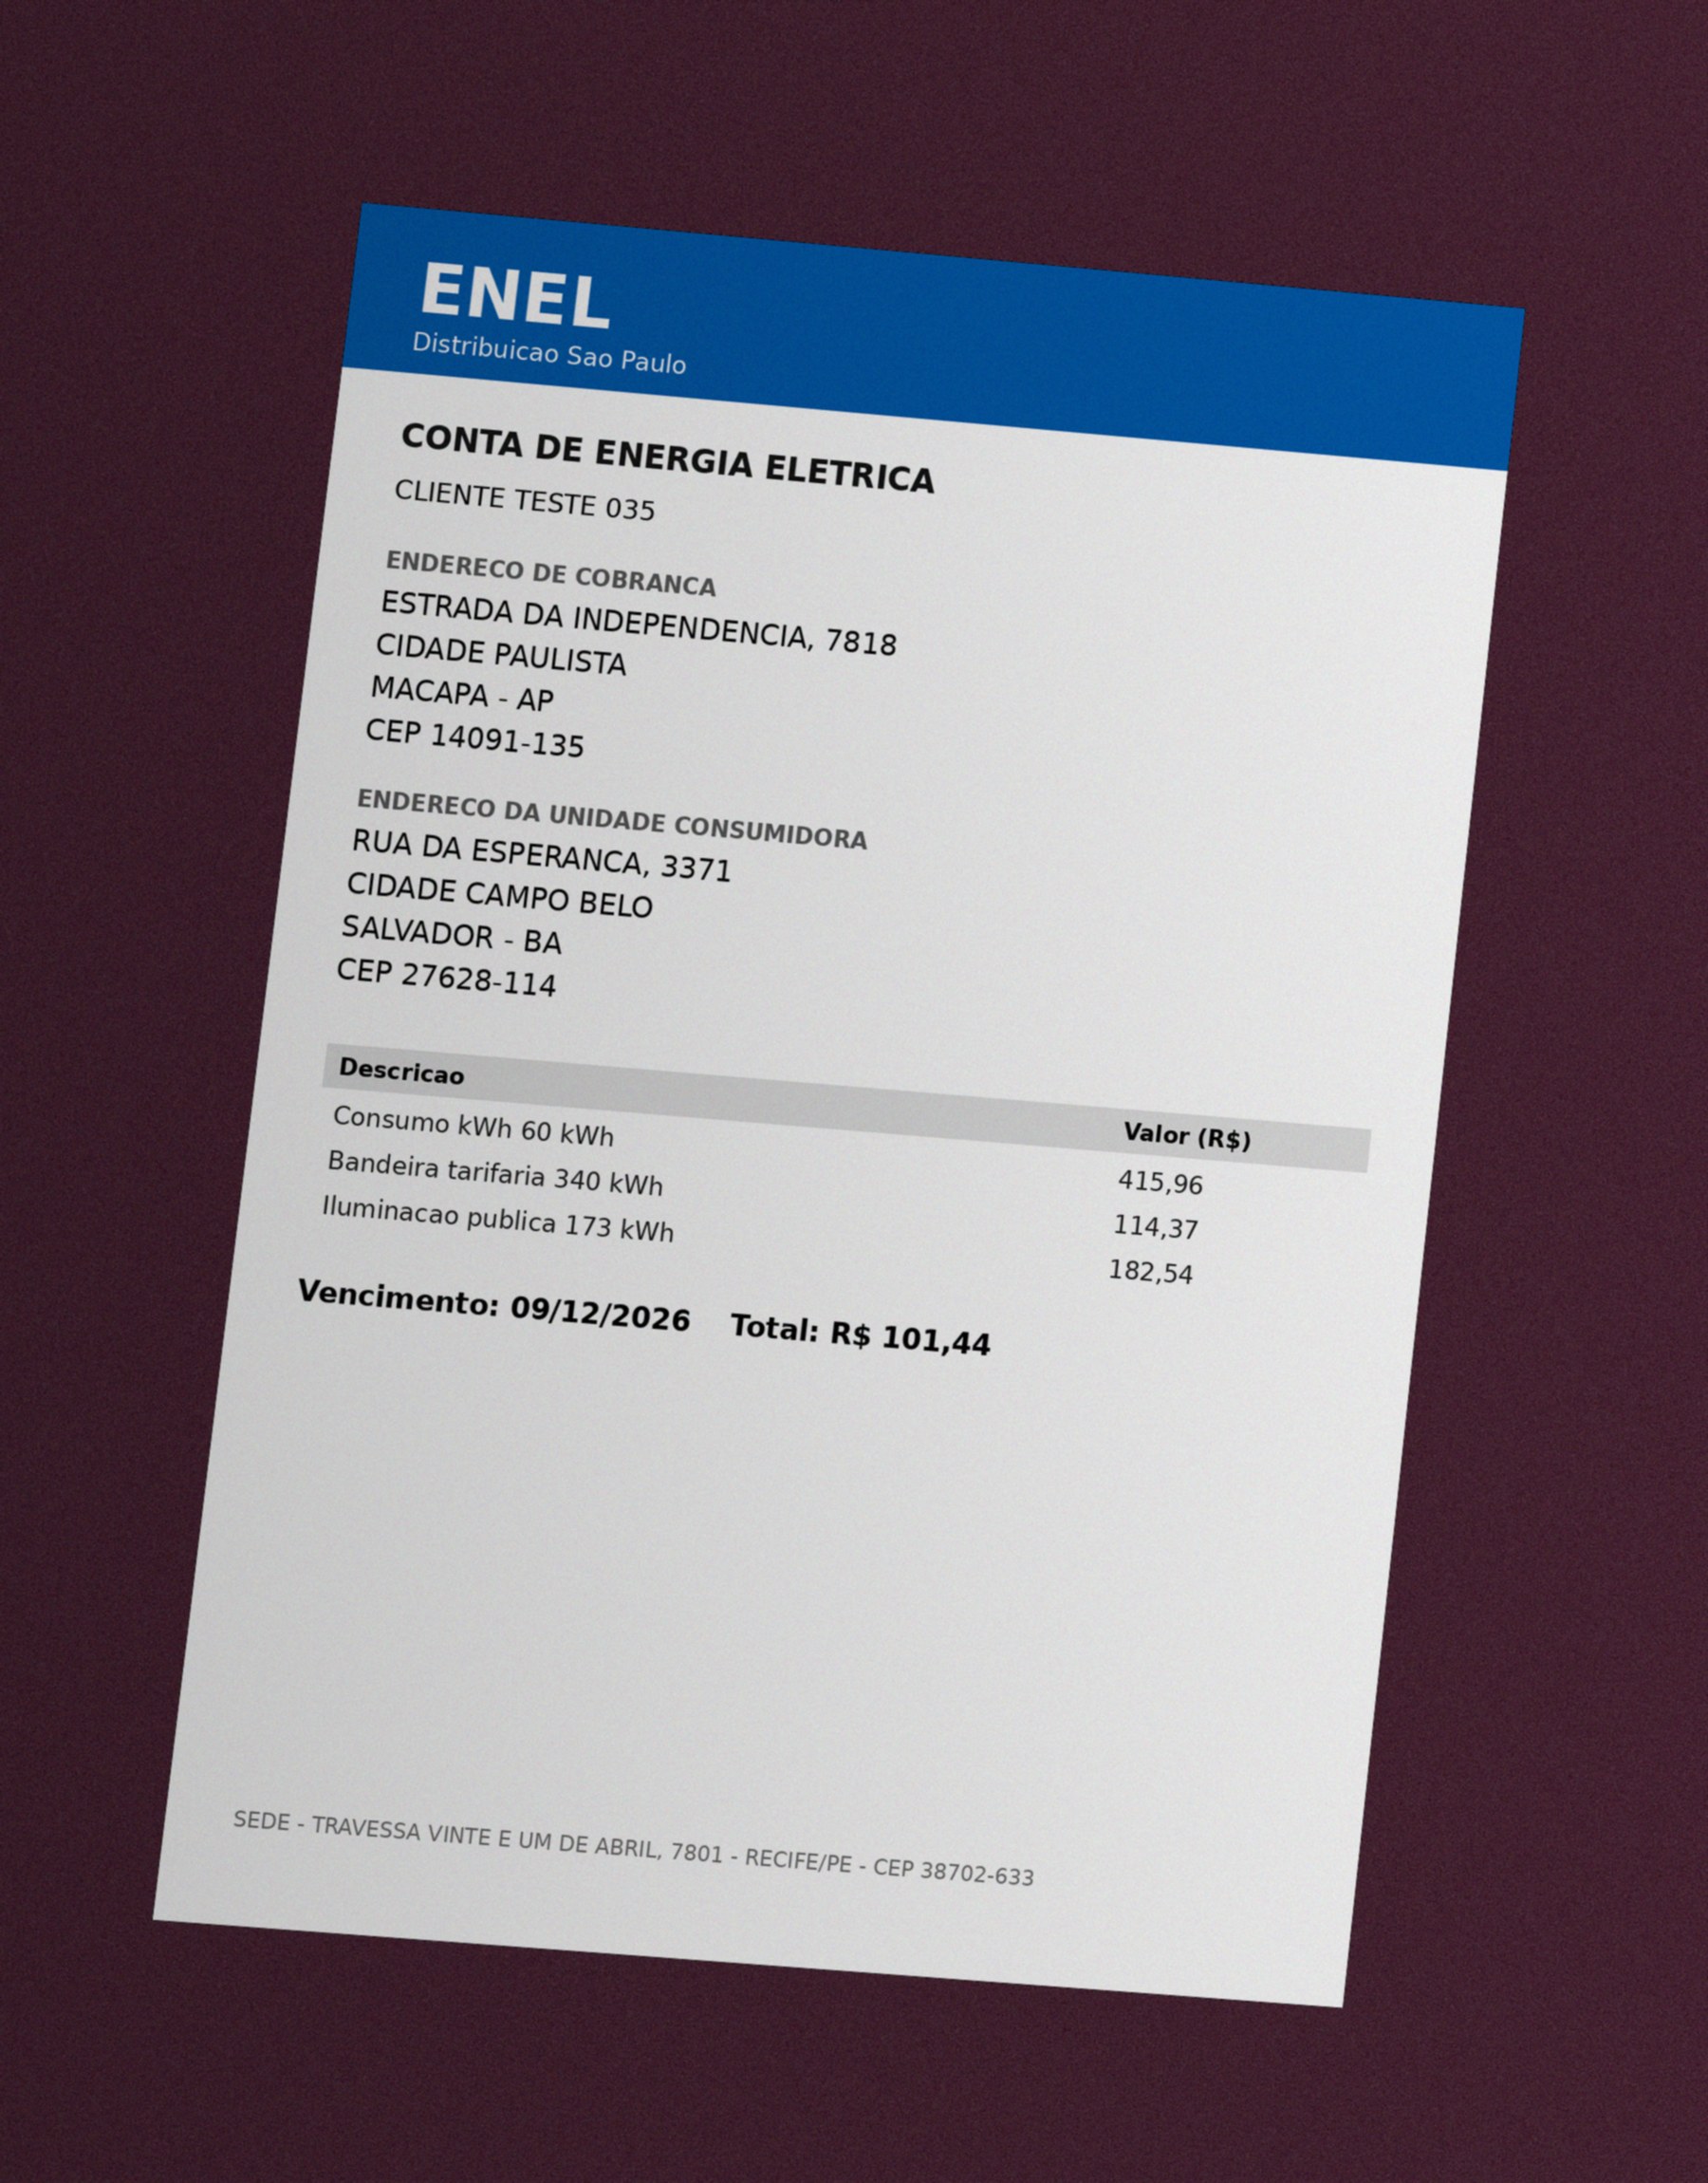 ENEL
Distribuicao Sao Paulo
CONTA DE ENERGIA ELETRICA
CLIENTE TESTE 035
ENDERECO DE COBRANCA
ESTRADA DA INDEPENDENCIA, 7818
CIDADE PAULISTA
MACAPA - AP
CEP 14091-135
ENDERECO DA UNIDADE CONSUMIDORA
RUA DA ESPERANCA, 3371
CIDADE CAMPO BELO
SALVADOR - BA
CEP 27628-114
Descricao Valor (R$)
Consumo kWh 60 kWh 415,96
Bandeira tarifaria 340 kWh 114,37
Iluminacao publica 173 kWh 182,54
Vencimento: 09/12/2026 Total: R$ 101,44
SEDE - TRAVESSA VINTE E UM DE ABRIL, 7801 - RECIFE/PE - CEP 38702-633